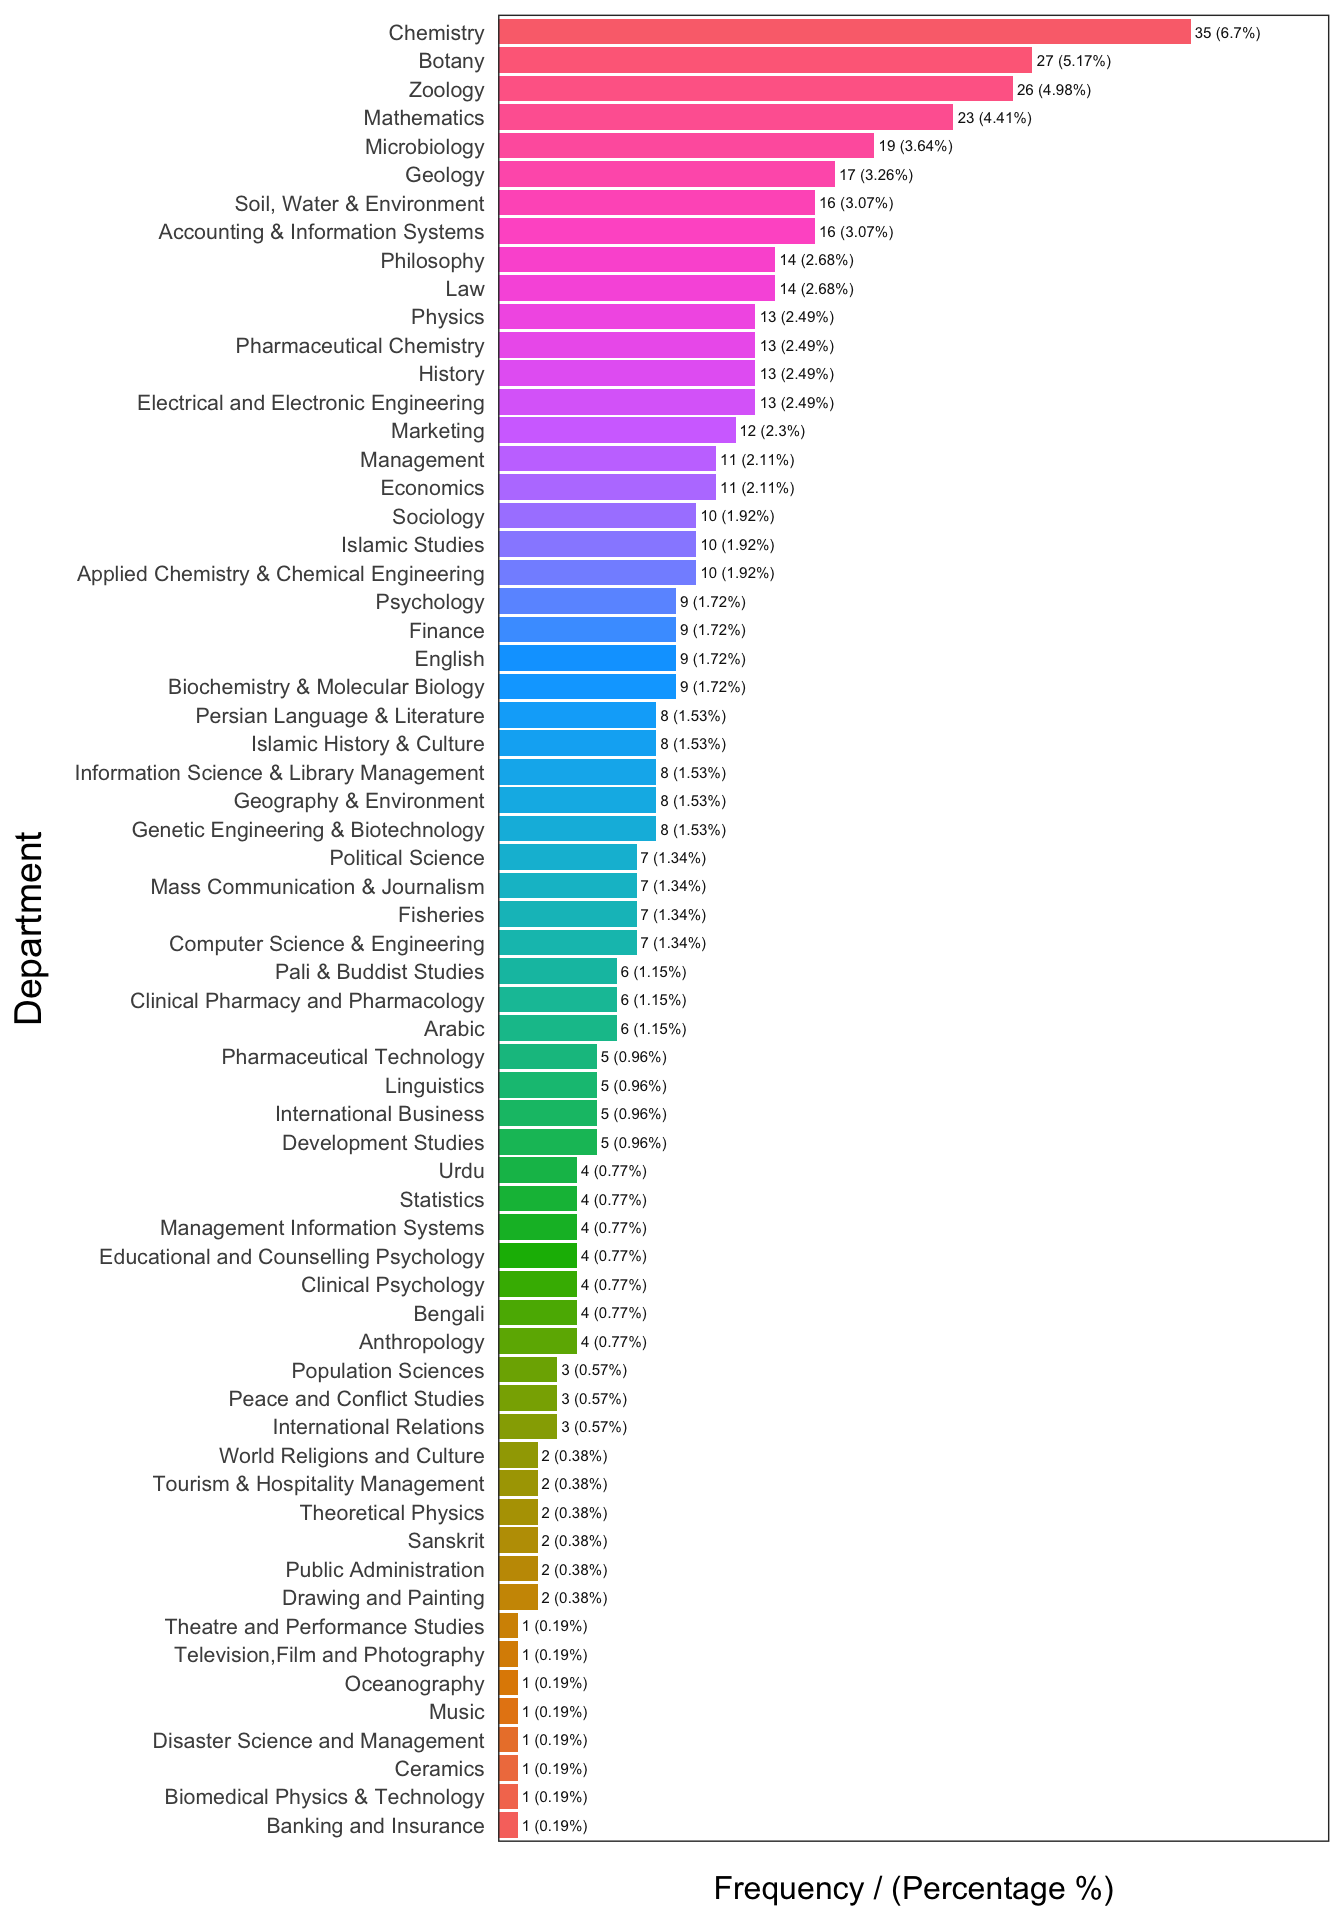 Chemistry 35 (6.7%)
Botany 27 (5.17%)
Zoology 26 (4.98%)
Mathematics 23 (4.41%)
Microbiology 19 (3.64%)
Geology 17 (3.26%)
Soil, Water & Environment 16 (3.07%)
Accounting & Information Systems 16 (3.07%)
Philosophy 14 (2.68%)
Law 14 (2.68%)
Physics 13 (2.49%)
Pharmaceutical Chemistry 13 (2.49%)
History 13 (2.49%)
Electrical and Electronic Engineering 13 (2.49%)
Marketing 12 (2.3%)
Management 11 (2.11%)
Economics 11 (2.11%)
Sociology 10 (1.92%)
Islamic Studies 10 (1.92%)
Applied Chemistry & Chemical Engineering 10 (1.92%)
Psychology 9 (1.72%)
Finance 9 (1.72%)
English 9 (1.72%)
Biochemistry & Molecular Biology 9 (1.72%)
Persian Language & Literature 8 (1.53%)
Islamic History & Culture 8 (1.53%)
Information Science & Library Management 8 (1.53%)
Geography & Environment 8 (1.53%)
Genetic Engineering & Biotechnology 8 (1.53%)
Political Science 7 (1.34%)
Mass Communication & Journalism 7 (1.34%)
Fisheries 7 (1.34%)
Computer Science & Engineering 7 (1.34%)
Pali & Buddist Studies 6 (1.15%)
Clinical Pharmacy and Pharmacology 6 (1.15%)
Arabic 6 (1.15%)
Pharmaceutical Technology 5 (0.96%)
Linguistics 5 (0.96%)
International Business 5 (0.96%)
Development Studies 5 (0.96%)
Urdu 4 (0.77%)
Statistics 4 (0.77%)
Management Information Systems 4 (0.77%)
Educational and Counselling Psychology 4 (0.77%)
Clinical Psychology 4 (0.77%)
Bengali 4 (0.77%)
Anthropology 4 (0.77%)
Population Sciences 3 (0.57%)
Peace and Conflict Studies 3 (0.57%)
International Relations 3 (0.57%)
World Religions and Culture 2 (0.38%)
Tourism & Hospitality Management 2 (0.38%)
Theoretical Physics 2 (0.38%)
Sanskrit 2 (0.38%)
Public Administration 2 (0.38%)
Drawing and Painting 2 (0.38%)
Theatre and Performance Studies 1 (0.19%)
Television,Film and Photography 1 (0.19%)
Oceanography 1 (0.19%)
Music 1 (0.19%)
Disaster Science and Management 1 (0.19%)
Ceramics 1 (0.19%)
Biomedical Physics & Technology 1 (0.19%)
Banking and Insurance 1 (0.19%)
Department
Frequency / (Percentage %)